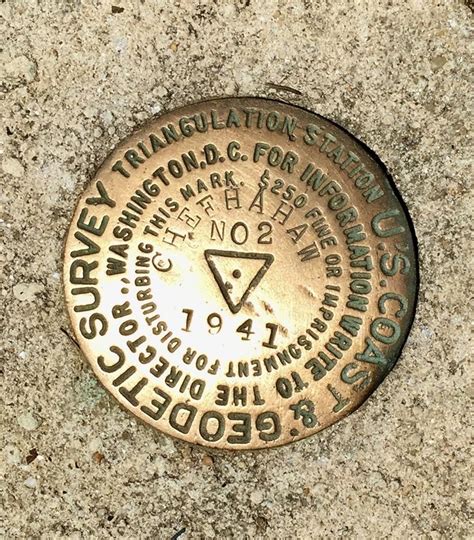 U.S. COAST & GEODETIC SURVEY
TRIANGULATION STATION
FOR INFORMATION WRITE TO THE DIRECTOR, WASHINGTON, D.C.
$250 FINE OR IMPRISONMENT FOR DISTURBING THIS MARK.
CHEFHAHAW
NO 2
1941